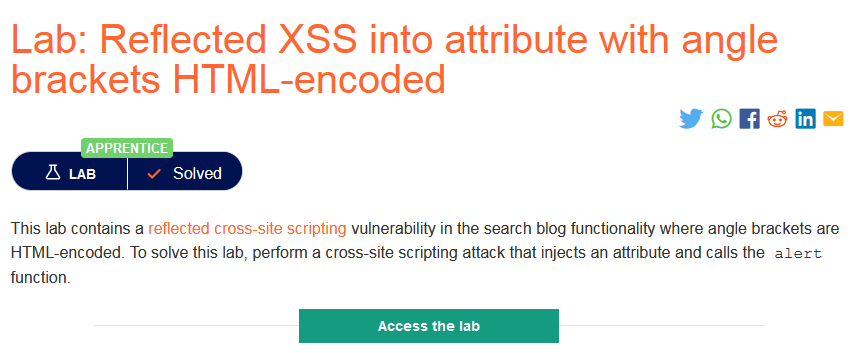 Lab: Reflected XSS into attribute with angle
brackets HTML-encoded
APPRENTICE
LAB
Solved
This lab contains a reflected cross-site scripting vulnerability in the search blog functionality where angle brackets are
HTML-encoded. To solve this lab, perform a cross-site scripting attack that injects an attribute and calls the alert
function.
Access the lab